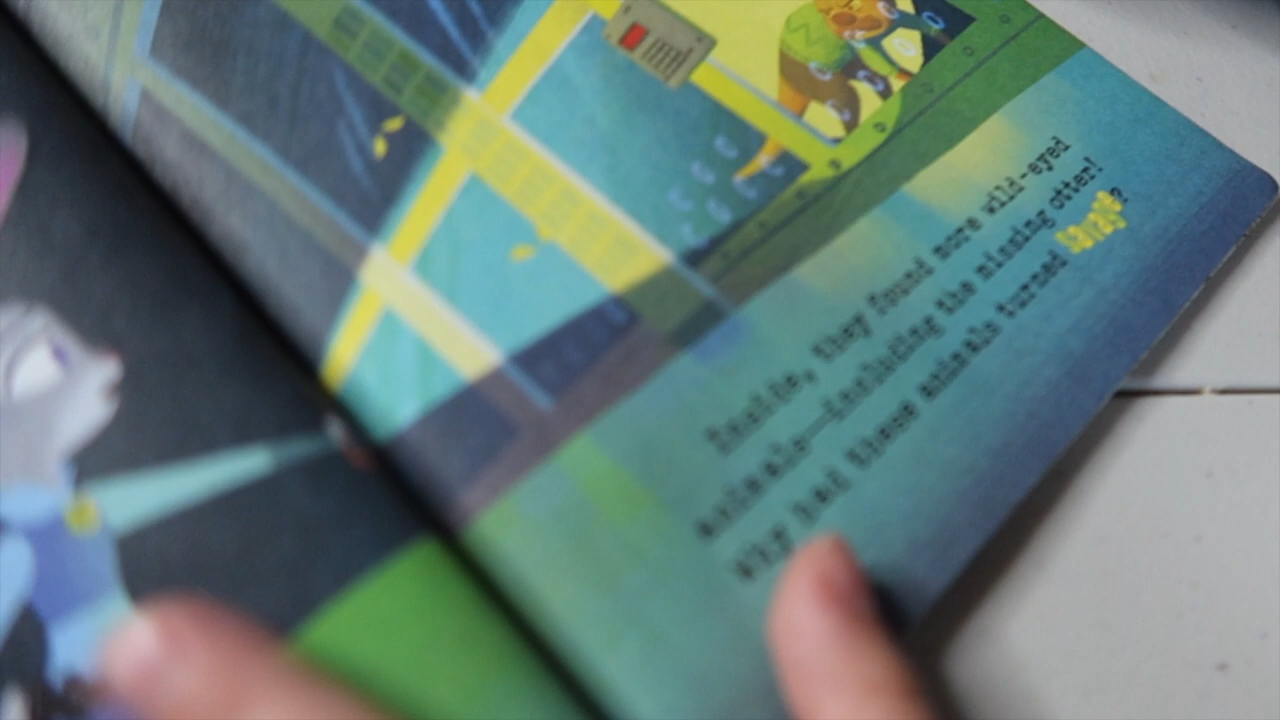 Inside, they found more wild-eyed
animals—including the missing otter!
Why had these animals turned savage?